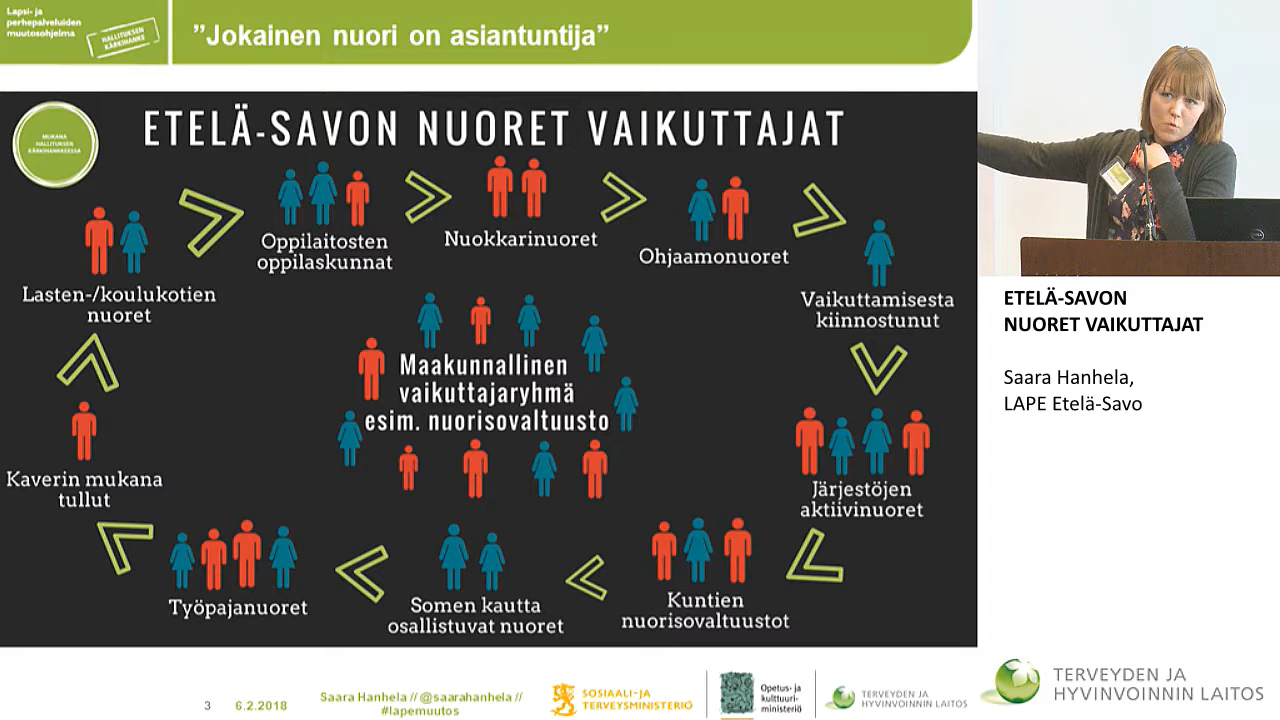 Lapsi- ja
perhepalveluiden
muutosohjelma
HALLITUKSEN
KÄRKIHANKE
”Jokainen nuori on asiantuntija”
MUKANA
HALLITUKSEN
KÄRKIHANKKEESSA
ETELÄ-SAVON NUORET VAIKUTTAJAT
Oppilaitosten
oppilaskunnat
Nuokkarinuoret
Ohjaamonuoret
Vaikuttamisesta
kiinnostunut
Järjestöjen
aktiivinuoret
Kuntien
nuorisovaltuustot
Somen kautta
osallistuvat nuoret
Työpajanuoret
Kaverin mukana
tullut
Lasten-/koulukotien
nuoret
Maakunnallinen
vaikuttajaryhmä
esim. nuorisovaltuusto
3
6.2.2018
Saara Hanhela // @saarahanhela //
#lapemuutos
SOSIAALI- JA
TERVEYSMINISTERIÖ
Opetus- ja
kulttuuri-
ministeriö
TERVEYDEN JA
HYVINVOINNIN LAITOS
ETELÄ-SAVON
NUORET VAIKUTTAJAT
Saara Hanhela,
LAPE Etelä-Savo
TERVEYDEN JA
HYVINVOINNIN LAITOS